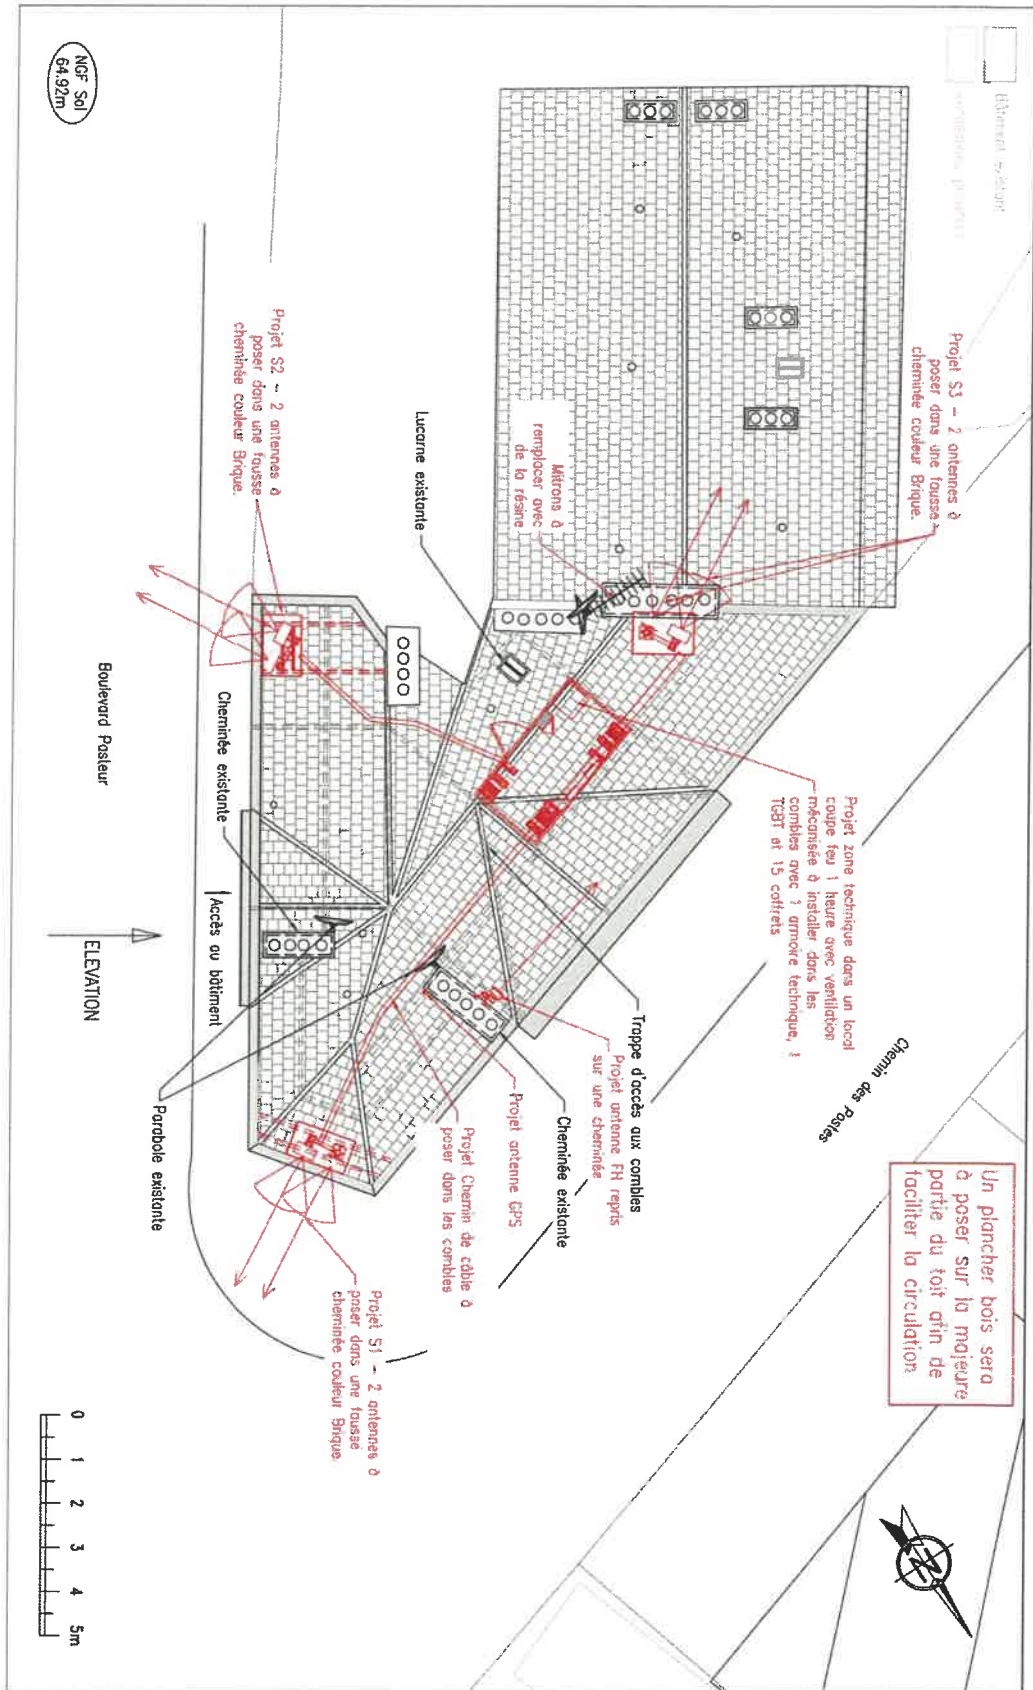 Bâtiment existant
Projet S3 - 2 antennes à
poser dans une fausse
cheminée couleur Brique.
Un plancher bois sera
à poser sur la majeure
partie du toit afin de
faciliter la circulation
Chemin des Postes
Projet zone technique dans un local
coupe feu 1 heure avec ventilation
mécanisée à installer dans les
combles avec 1 armoire technique, 1
TGBT et 15 coffrets
Trappe d'accès aux combles
Projet antenne FH repris
sur une cheminée
Cheminée existante
Projet antenne GPS
Projet Chemin de câble à
poser dans les combles
Mitrons à
remplacer avec
de la résine
Lucarne existante
Projet S2 - 2 antennes à
poser dans une fausse
cheminée couleur Brique.
Projet S1 - 2 antennes à
poser dans une fausse
cheminée couleur Brique.
Cheminée existante
Accès au bâtiment
Parabole existante
Boulevard Pasteur
ELEVATION
NGF Sol
64.92m
N
0 1 2 3 4 5m